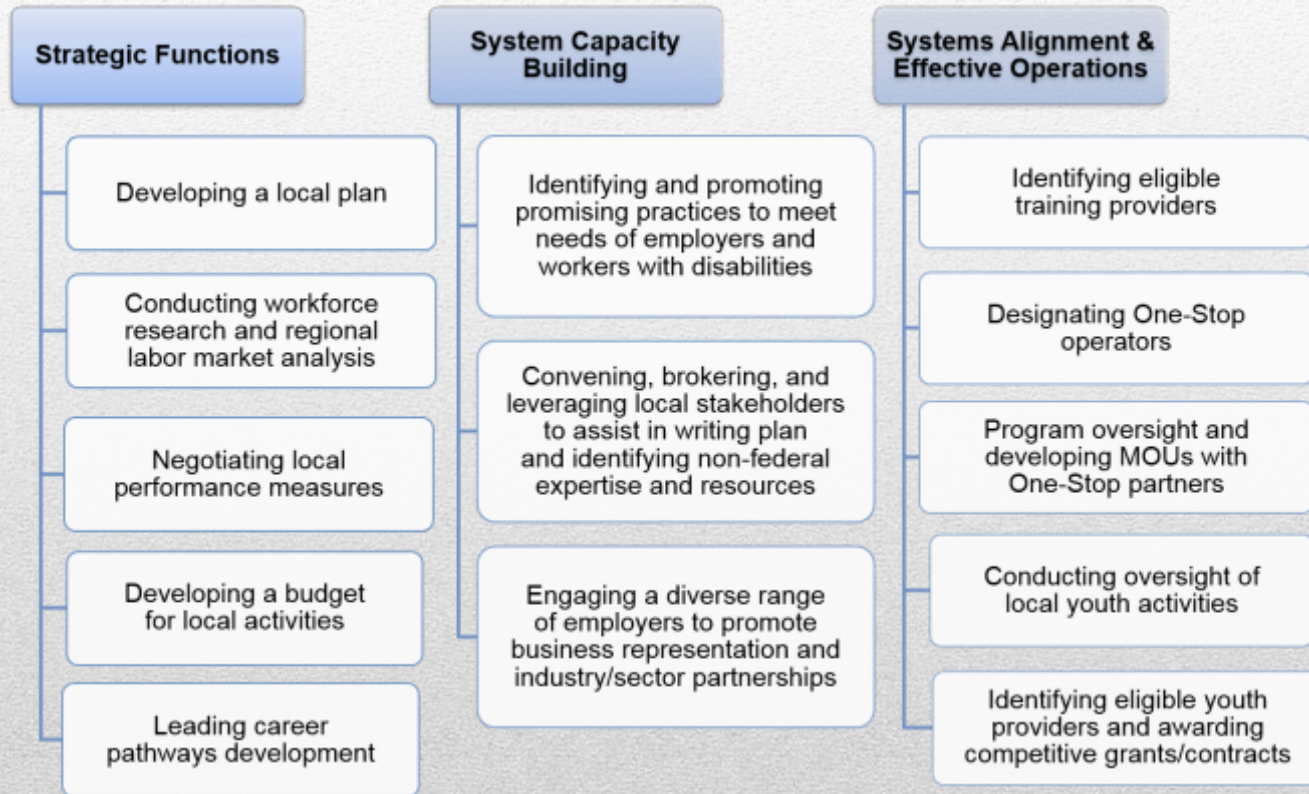 Strategic Functions
Developing a local plan
Conducting workforce
research and regional
labor market analysis
Negotiating local
performance measures
Developing a budget
for local activities
Leading career
pathways development
System Capacity
Building
Identifying and promoting
promising practices to meet
needs of employers and
workers with disabilities
Convening, brokering, and
leveraging local stakeholders
to assist in writing plan
and identifying non-federal
expertise and resources
Engaging a diverse range
of employers to promote
business representation and
industry/sector partnerships
Systems Alignment &
Effective Operations
Identifying eligible
training providers
Designating One-Stop
operators
Program oversight and
developing MOUs with
One-Stop partners
Conducting oversight of
local youth activities
Identifying eligible youth
providers and awarding
competitive grants/contracts